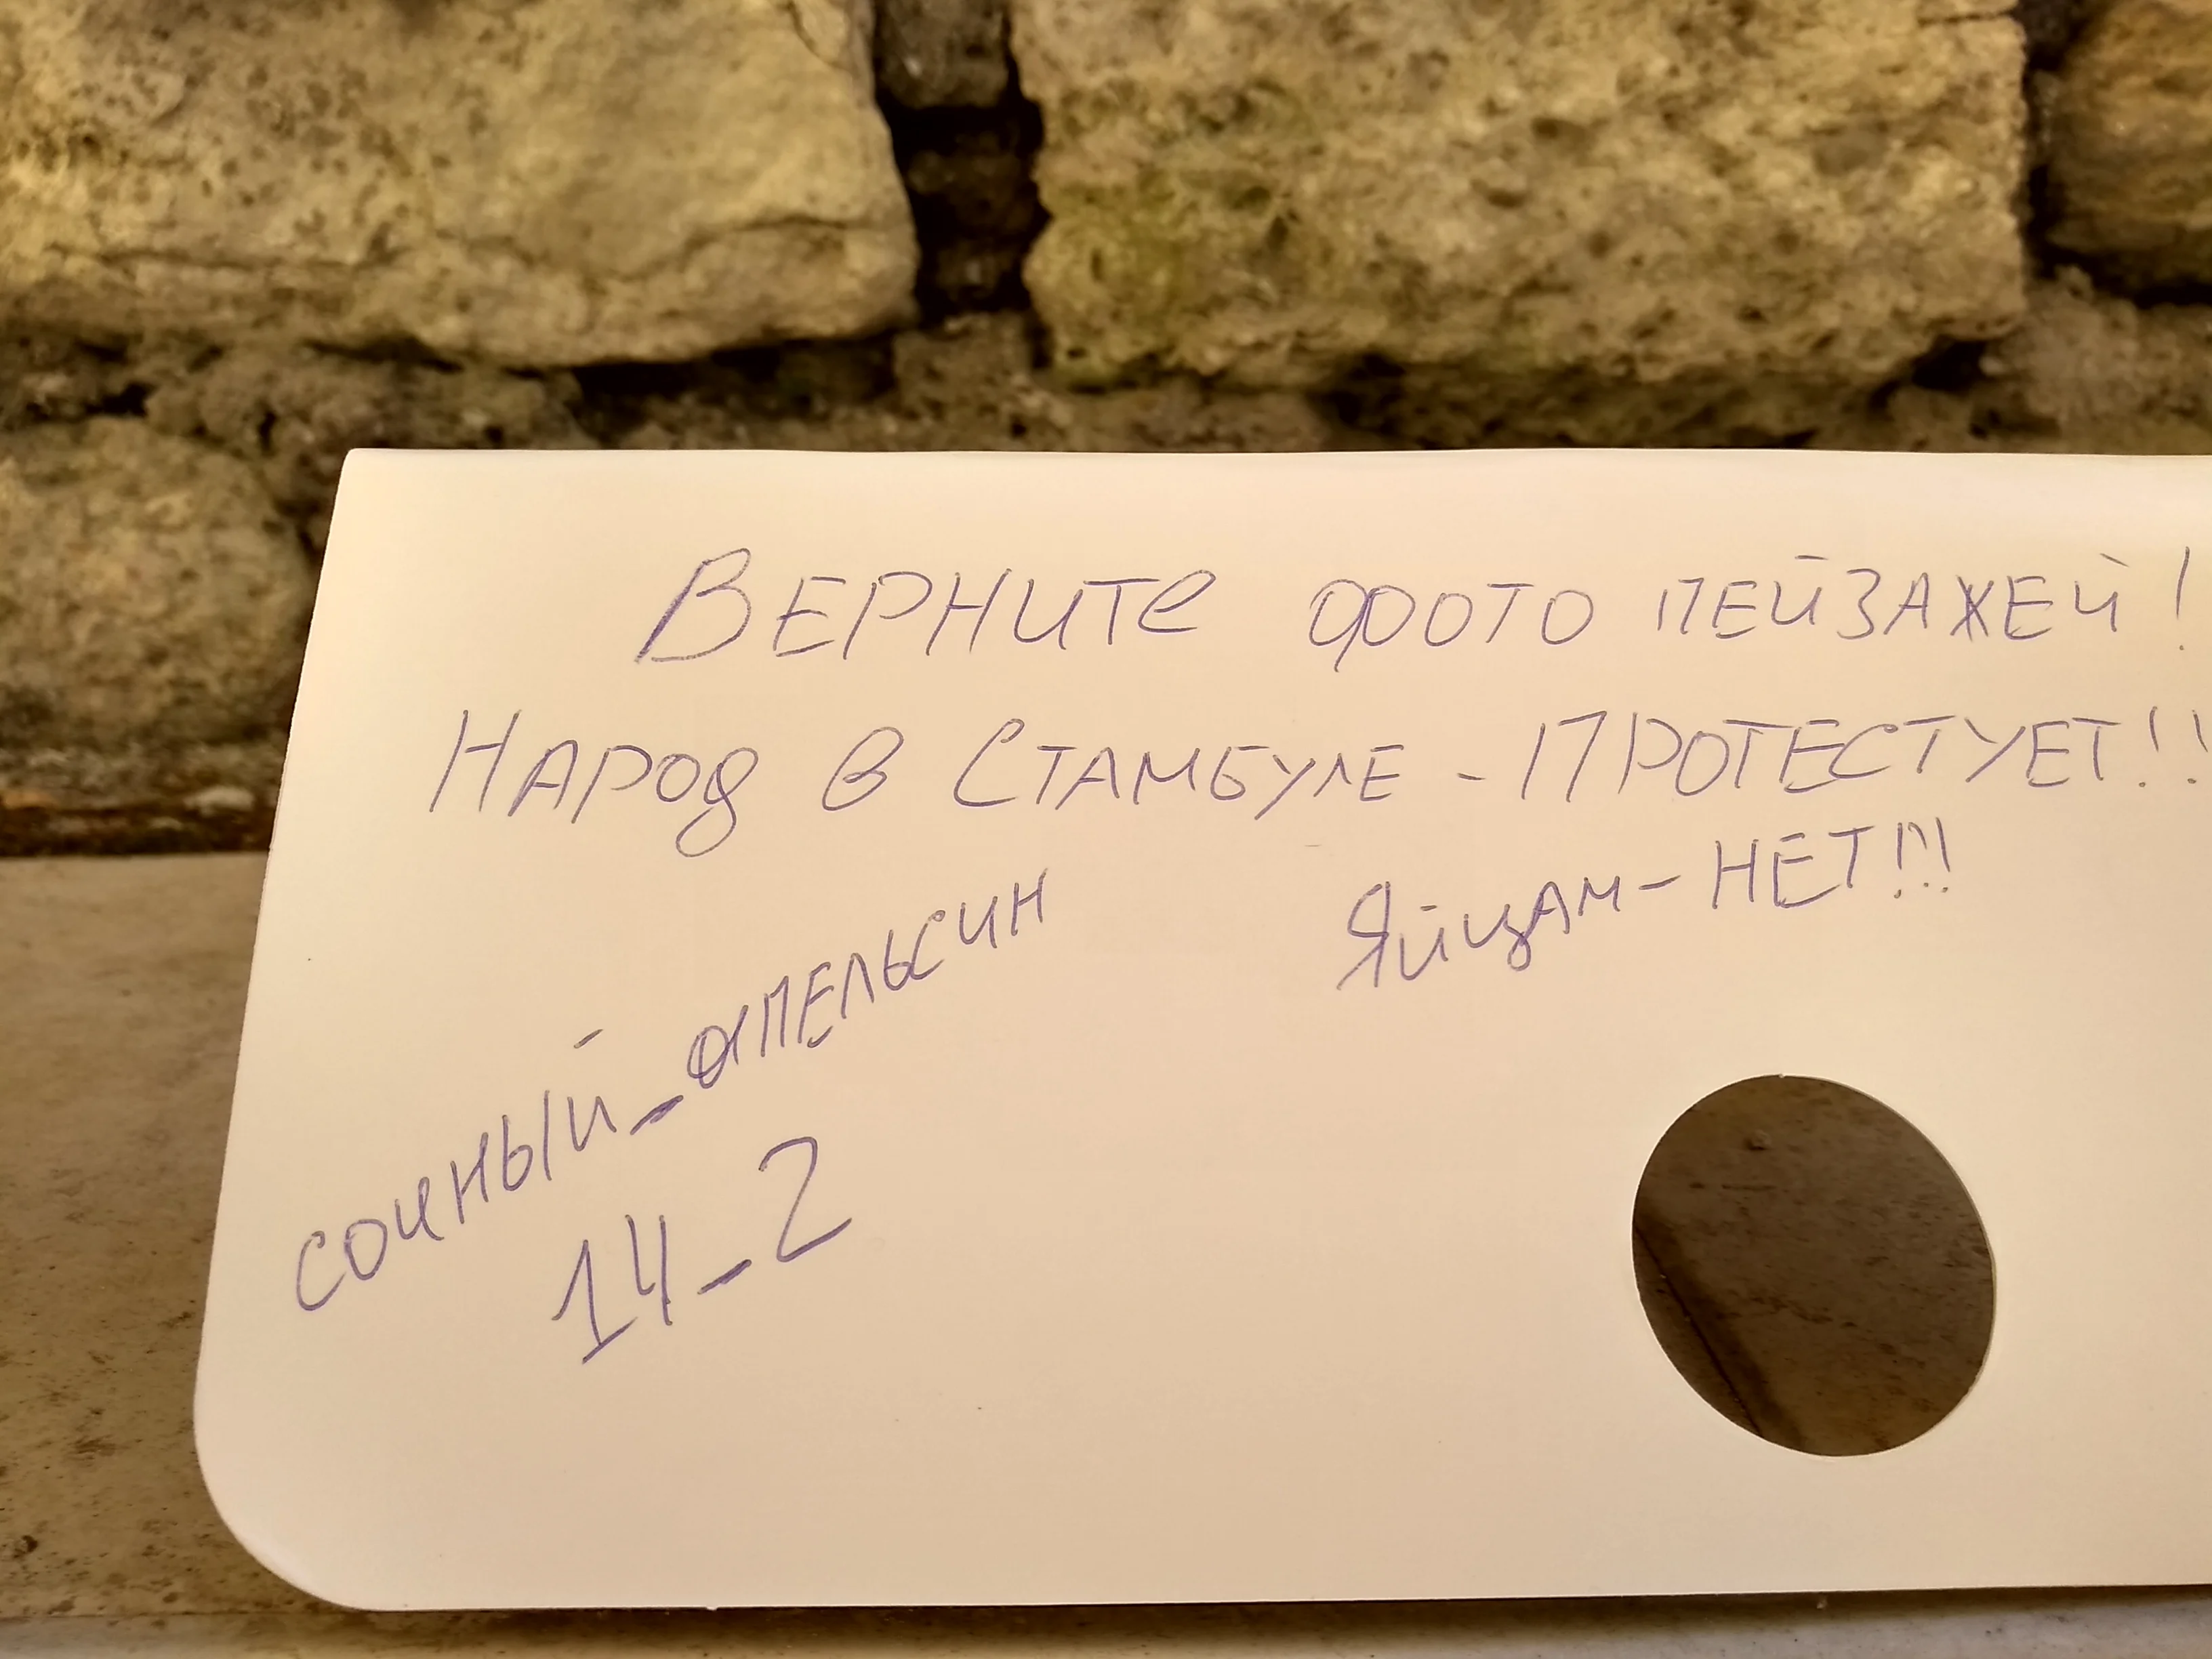 Верните фото пейзажей!
Народ в Стамбуле - протестует!!
Яйцам - НЕТ!!!
сочный_апельсин
14_2